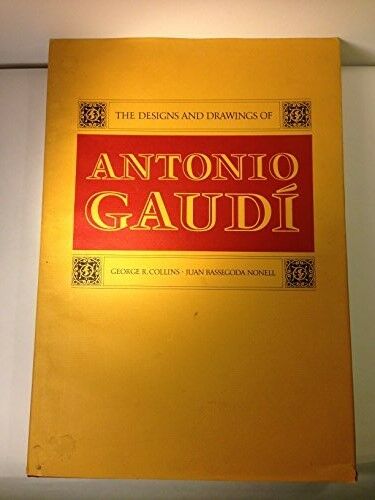 THE DESIGNS AND DRAWINGS OF
ANTONIO
GAUDÍ
GEORGE R. COLLINS · JUAN BASSEGODA NONELL